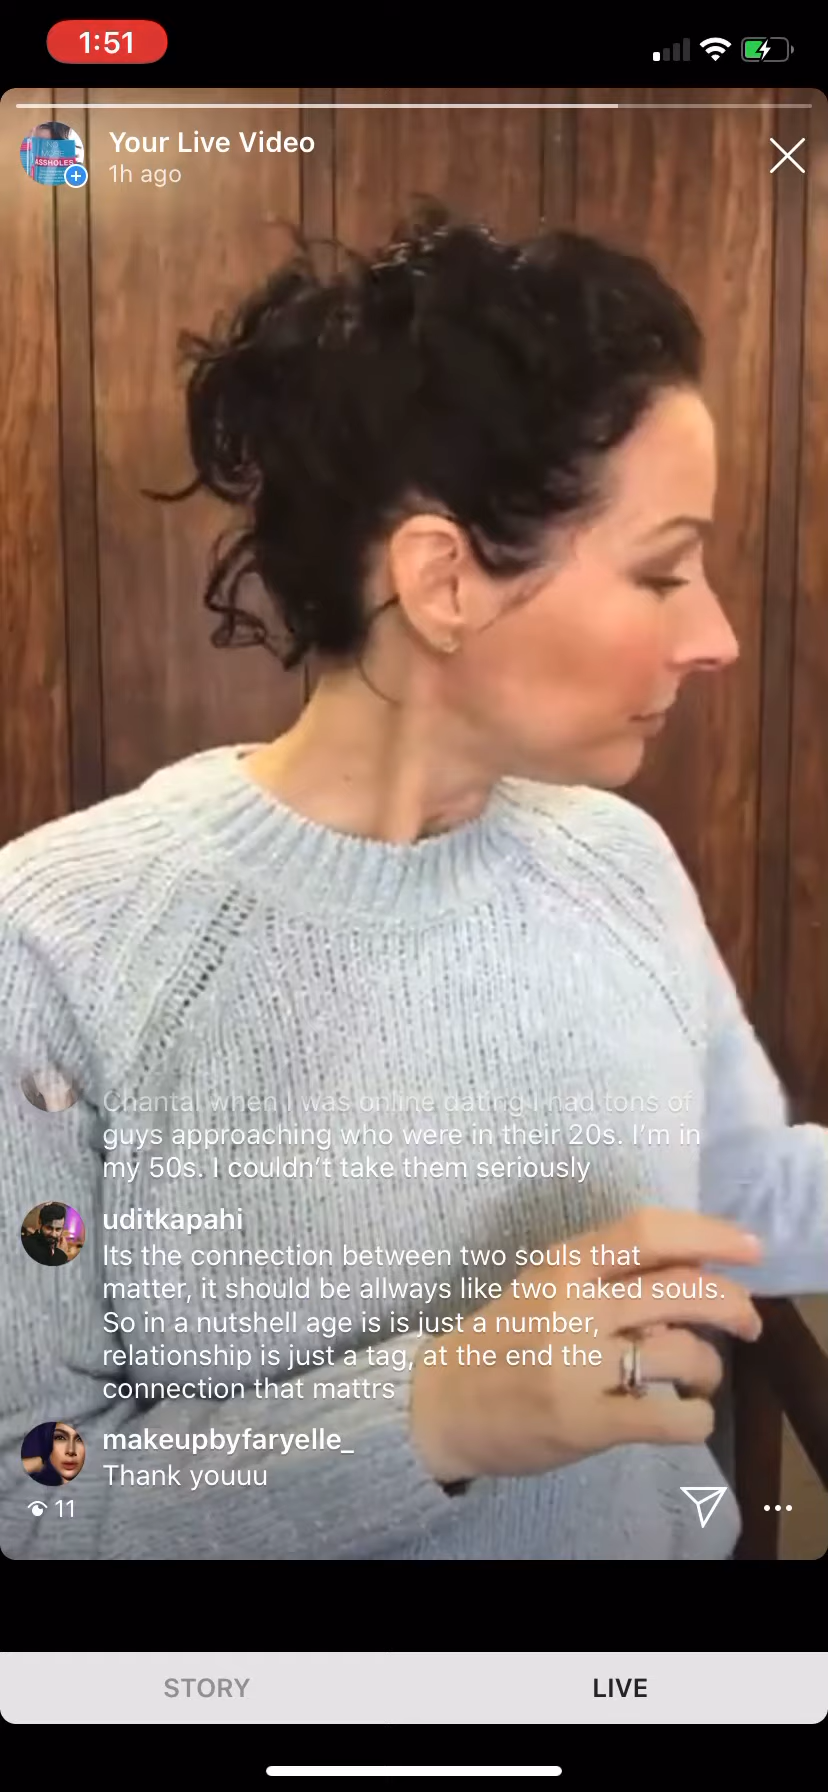 1:51
Your Live Video
1h ago
NO
MORE
ASSHOLES
Chantal when I was online dating I had tons of
guys approaching who were in their 20s. I'm in
my 50s. I couldn't take them seriously
uditkapahi
Its the connection between two souls that
matter, it should be allways like two naked souls.
So in a nutshell age is is just a number,
relationship is just a tag, at the end the
connection that mattrs
makeupbyfaryelle_
Thank youuu
11
STORY
LIVE